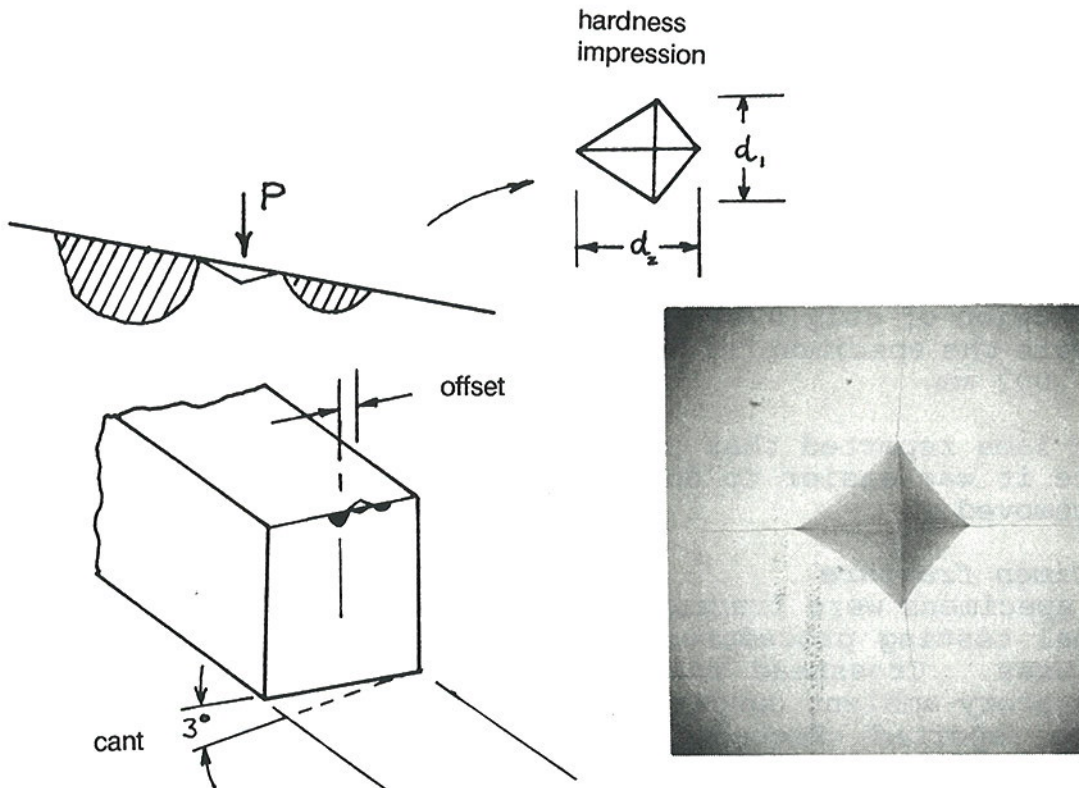 hardness
impression
d₁
P
d₂
offset
3°
cant